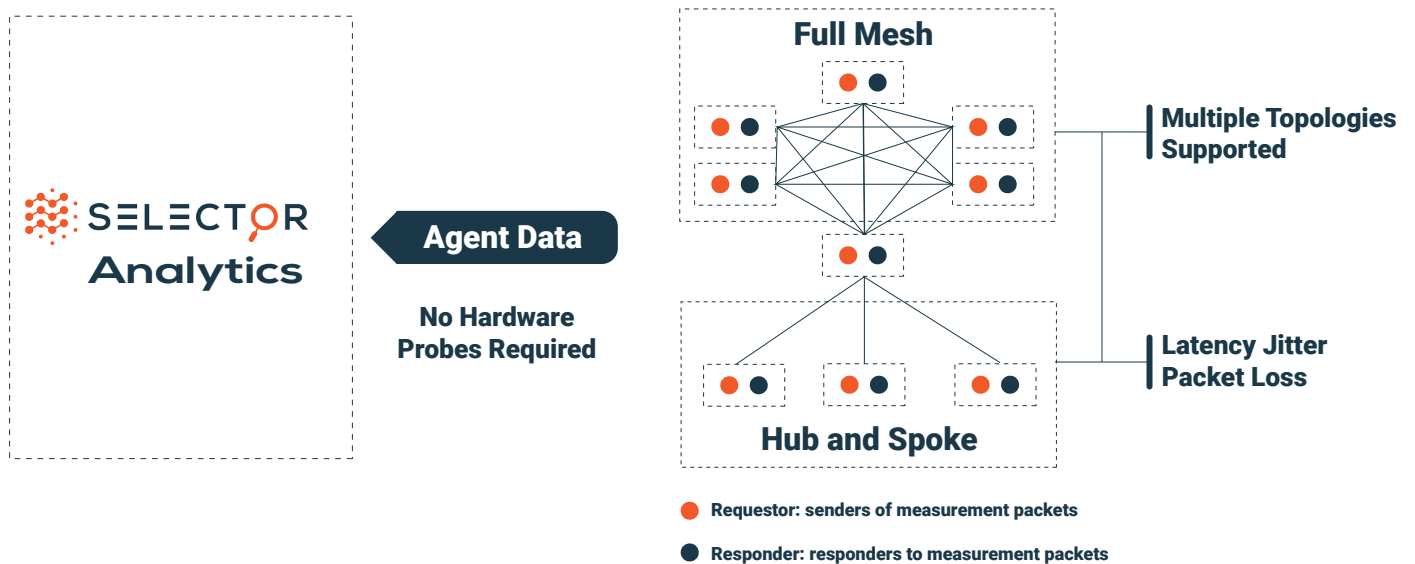 SELECTOR
Analytics
Agent Data
No Hardware
Probes Required
Full Mesh
Multiple Topologies
Supported
Latency Jitter
Packet Loss
Hub and Spoke
Requestor: senders of measurement packets
Responder: responders to measurement packets